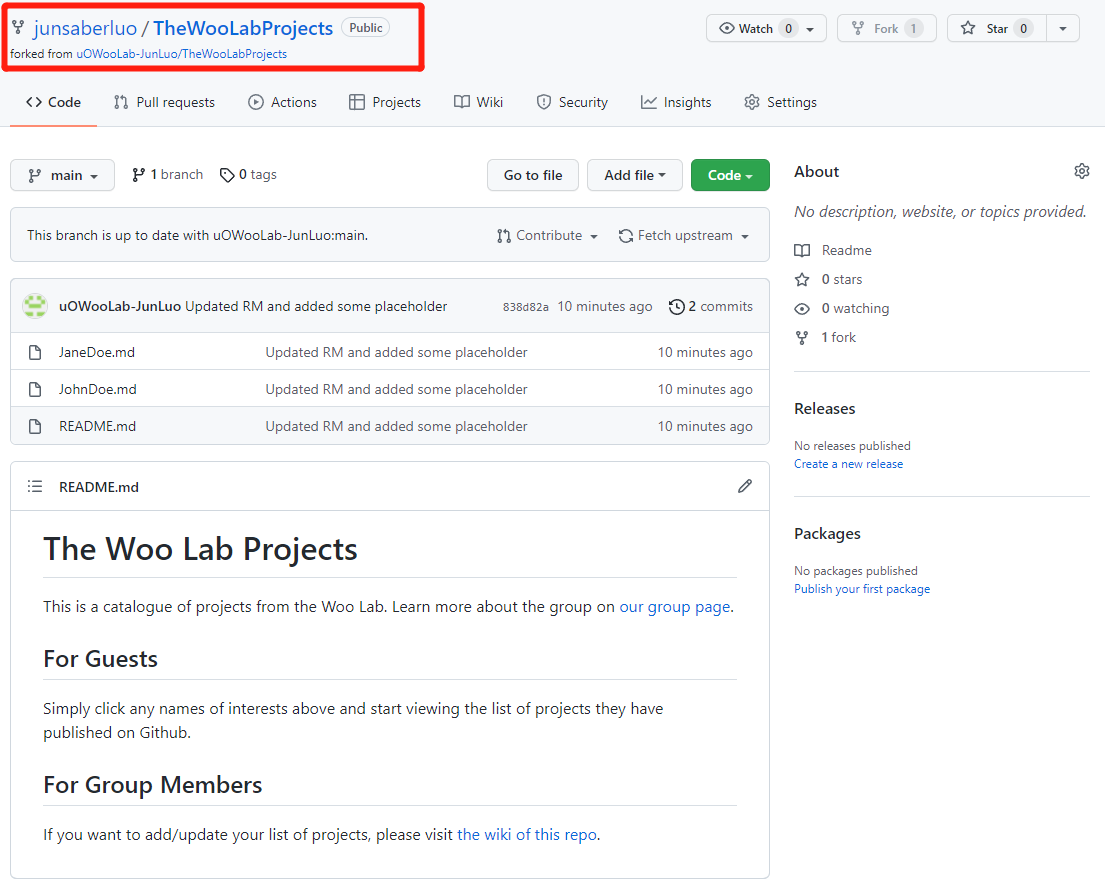 junsaberluo / TheWooLabProjects Public
forked from uOWooLab-JunLuo/TheWooLabProjects
Watch 0
Fork 1
Star 0
Code Pull requests Actions Projects Wiki Security Insights Settings
main 1 branch 0 tags Go to file Add file Code
This branch is up to date with uOWooLab-JunLuo:main. Contribute Fetch upstream
uOWooLab-JunLuo Updated RM and added some placeholder 838d82a 10 minutes ago 2 commits
JaneDoe.md Updated RM and added some placeholder 10 minutes ago
JohnDoe.md Updated RM and added some placeholder 10 minutes ago
README.md Updated RM and added some placeholder 10 minutes ago
README.md
The Woo Lab Projects
This is a catalogue of projects from the Woo Lab. Learn more about the group on our group page.
For Guests
Simply click any names of interests above and start viewing the list of projects they have
published on Github.
For Group Members
If you want to add/update your list of projects, please visit the wiki of this repo.
About
No description, website, or topics provided.
Readme
0 stars
0 watching
1 fork
Releases
No releases published
Create a new release
Packages
No packages published
Publish your first package